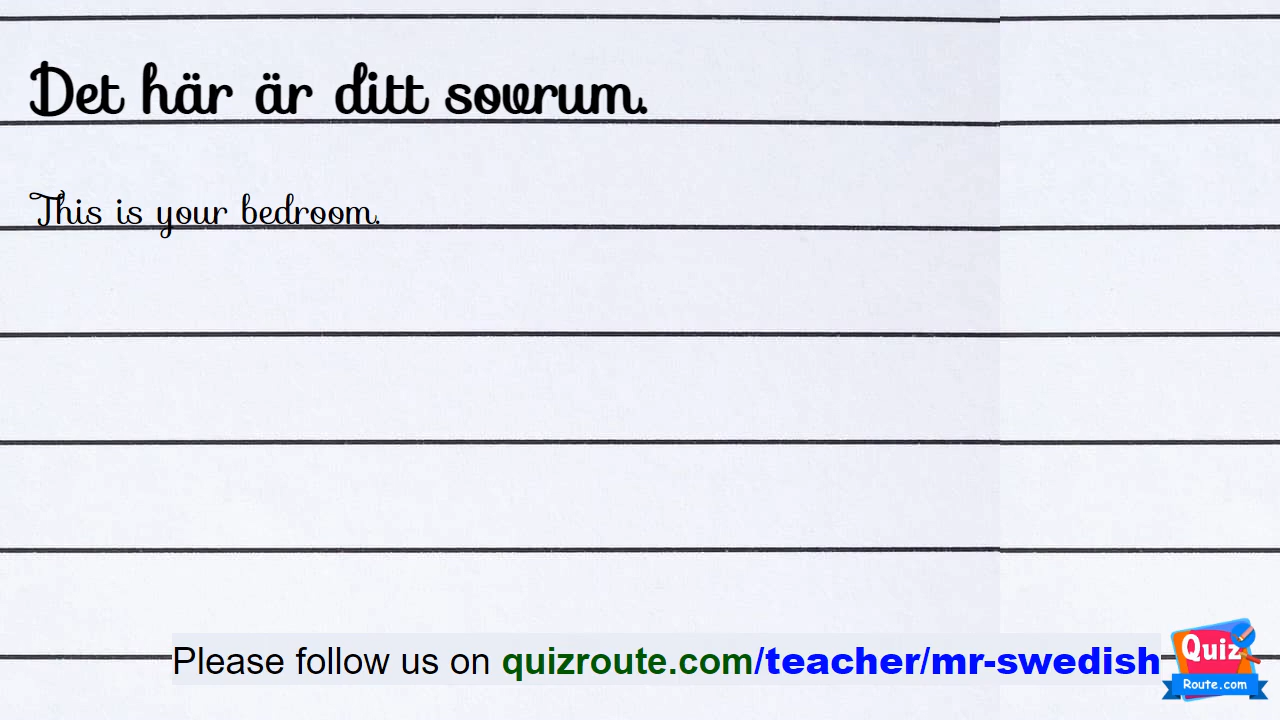 Det här är ditt sovrum.
This is your bedroom.
Please follow us on quizroute.com/teacher/mr-swedish
Quiz
Route.com